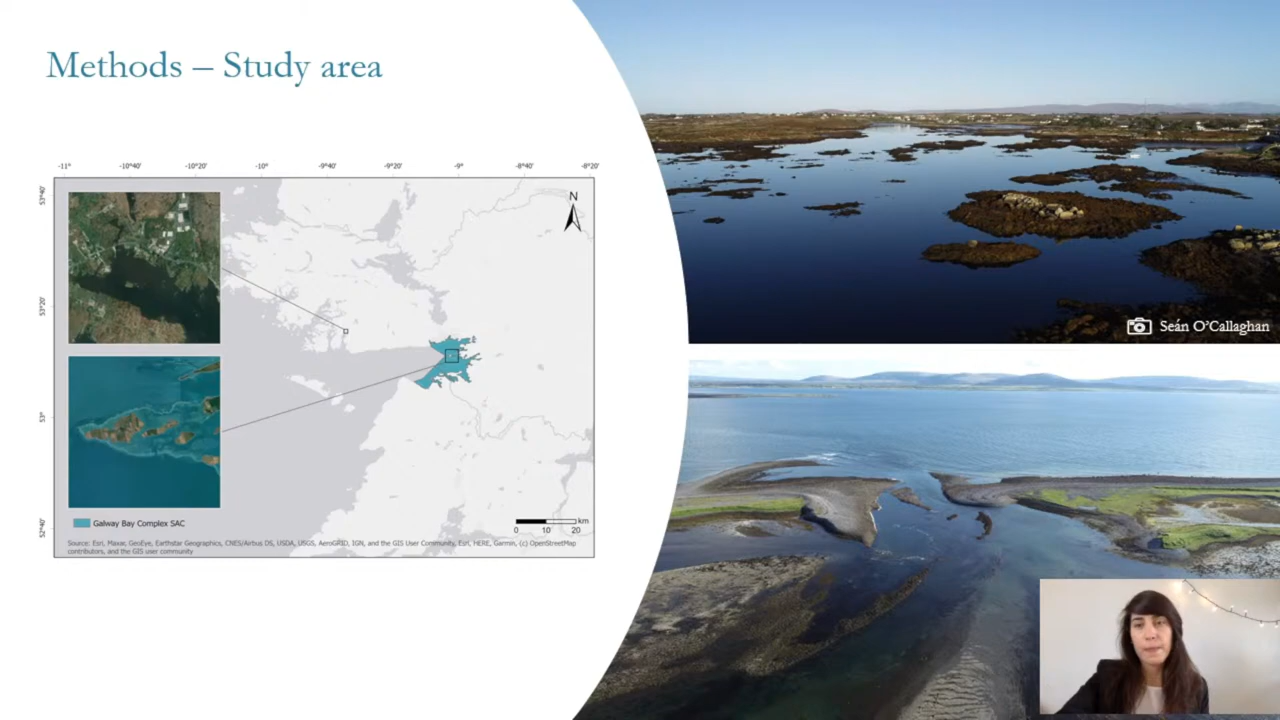 Methods – Study area
-11° -10°40' -10°20' -10° -9°40' -9°20' -9° -8°40' -8°20'
53°40'
53°20'
53°
52°40'
N
Galway Bay Complex SAC
km
0 10 20
Source: Esri, Maxar, GeoEye, Earthstar Geographics, CNES/Airbus DS, USDA, USGS, AeroGRID, IGN, and the GIS User Community, Esri, HERE, Garmin, (c) OpenStreetMap
contributors, and the GIS user community
Seán O'Callaghan